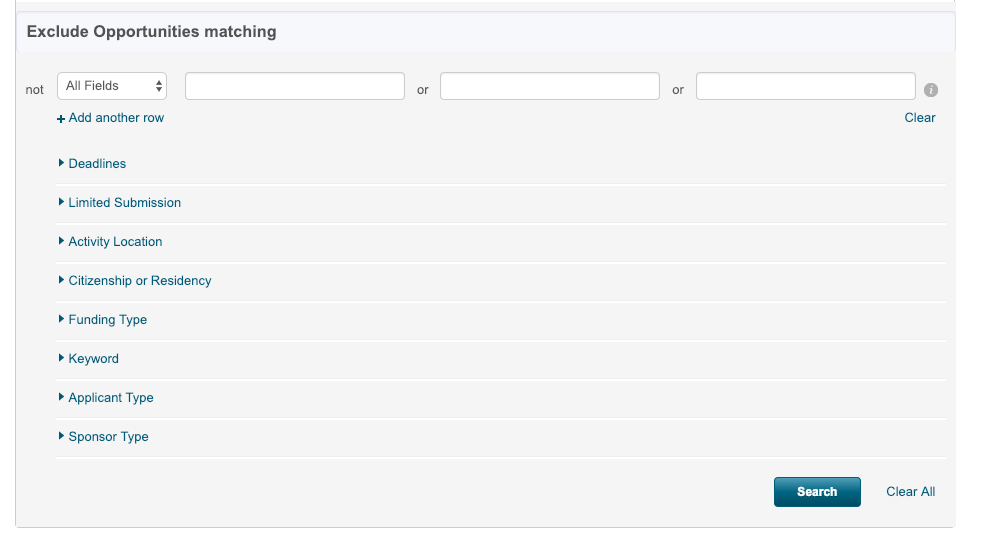 Exclude Opportunities matching
not All Fields or or i
+ Add another row Clear
Deadlines
Limited Submission
Activity Location
Citizenship or Residency
Funding Type
Keyword
Applicant Type
Sponsor Type
Search Clear All